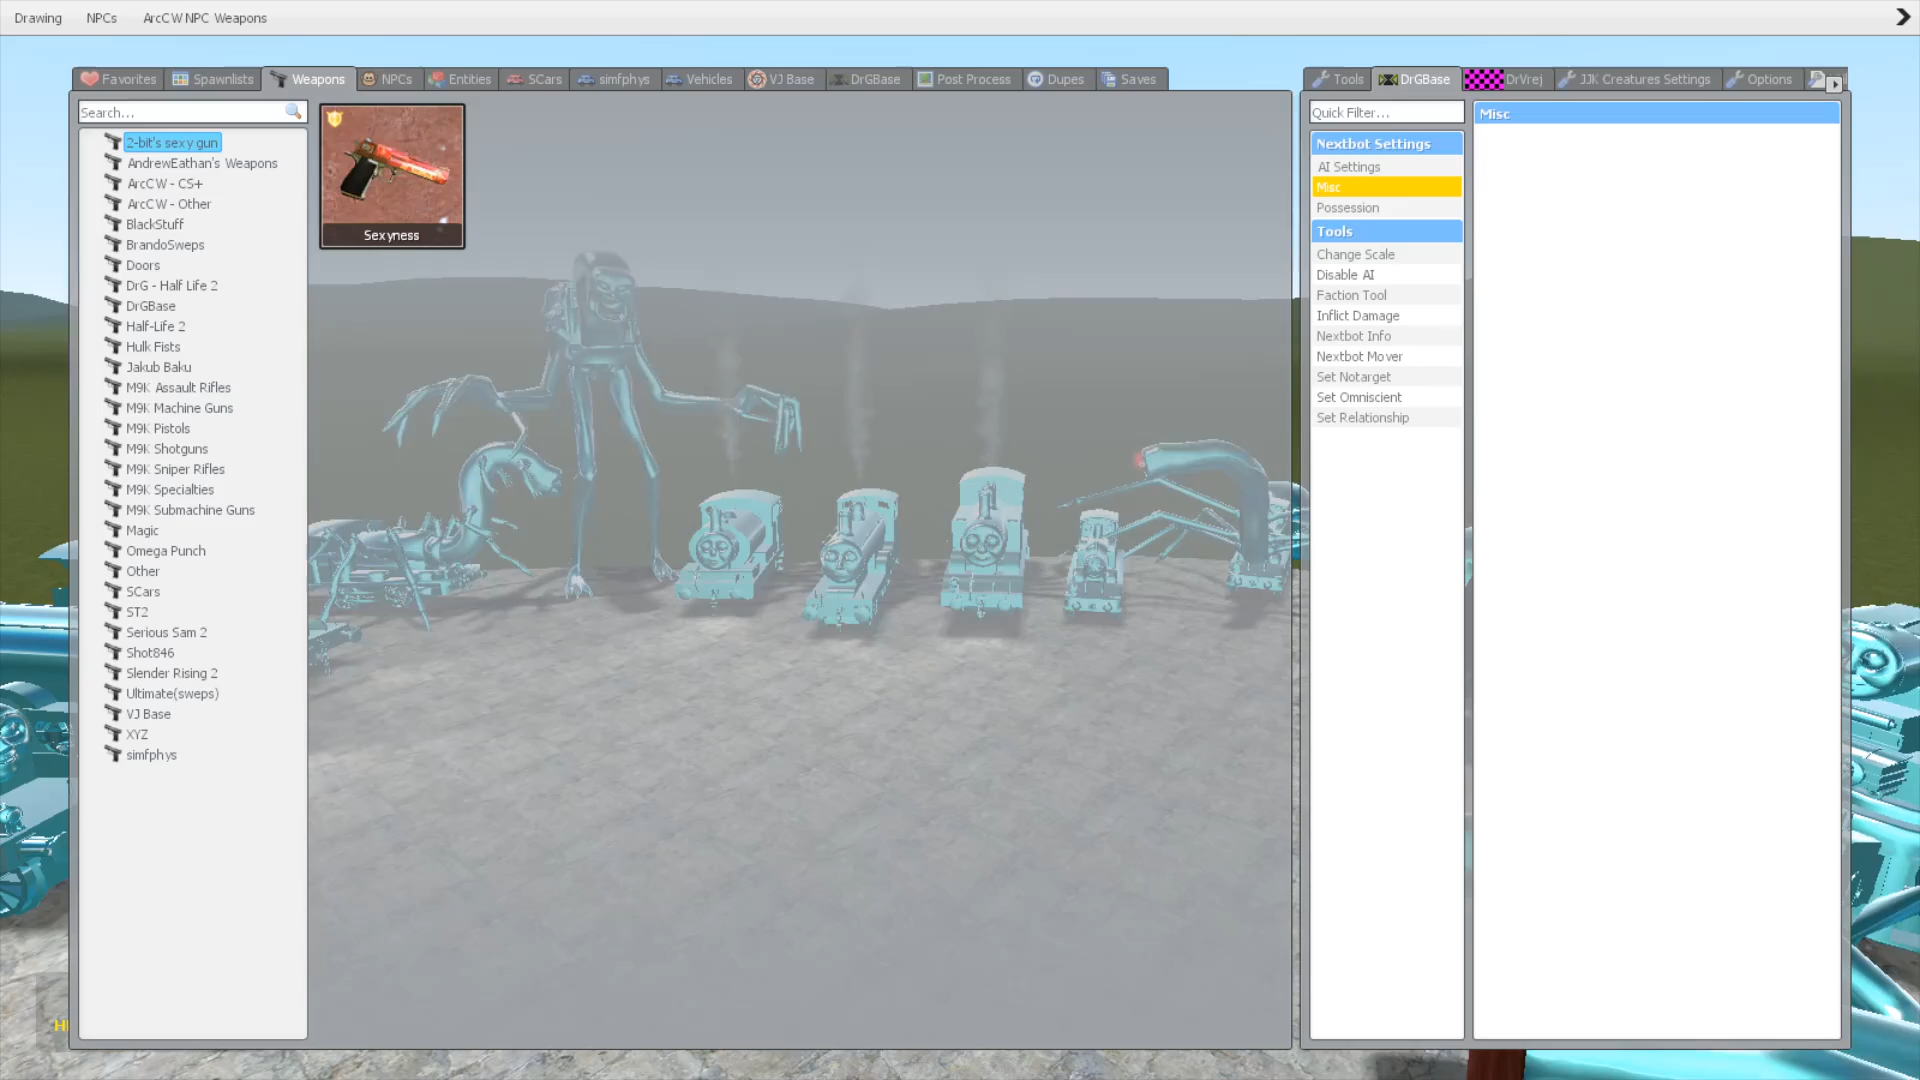 Drawing NPCs ArcCW NPC Weapons
Favorites Spawnlists Weapons NPCs Entities SCars simfphys Vehicles VJ Base DrGBase Post Process Dupes Saves
Search...
2-bit's sexy gun
AndrewEathan's Weapons
ArcCW - CS+
ArcCW - Other
BlackStuff
BrandoSweps
Doors
DrG - Half Life 2
DrGBase
Half-Life 2
Hulk Fists
Jakub Baku
M9K Assault Rifles
M9K Machine Guns
M9K Pistols
M9K Shotguns
M9K Sniper Rifles
M9K Specialties
M9K Submachine Guns
Magic
Omega Punch
Other
SCars
ST2
Serious Sam 2
Shot846
Slender Rising 2
Ultimate(sweps)
VJ Base
XYZ
simfphys
Sexyness
Tools DrGBase DrVrej JJK Creatures Settings Options
Quick Filter...
Nextbot Settings
AI Settings
Misc
Possession
Tools
Change Scale
Disable AI
Faction Tool
Inflict Damage
Nextbot Info
Nextbot Mover
Set Notarget
Set Omniscient
Set Relationship
Misc